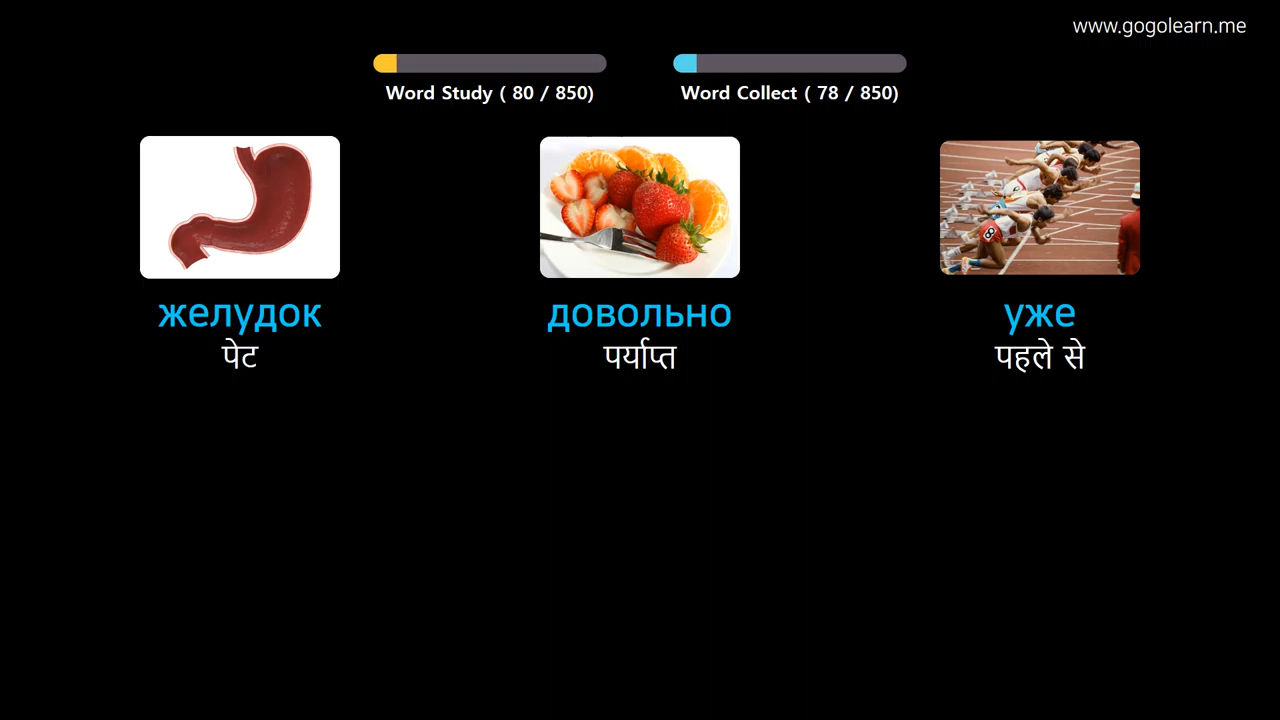 www.gogolearn.me
Word Study ( 80 / 850)
Word Collect ( 78 / 850)
желудок
довольно
уже
पेट
पर्याप्त
पहले से